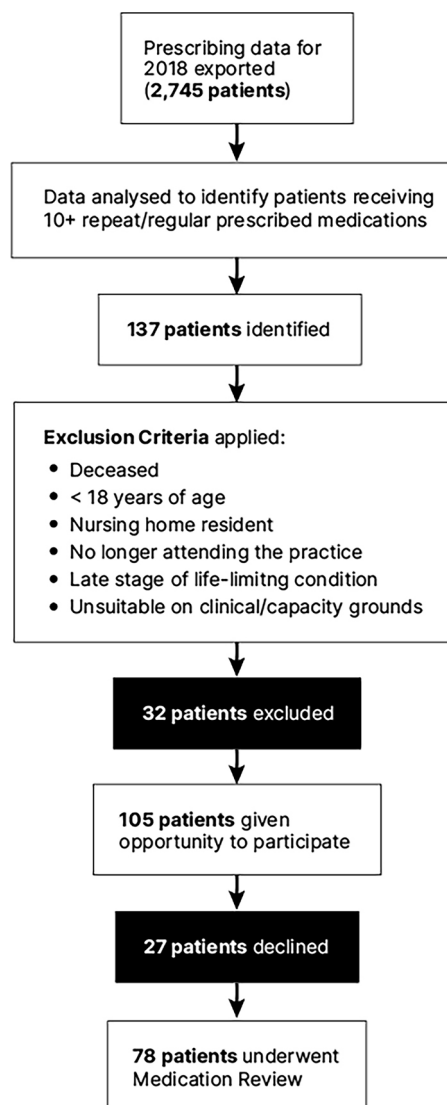 Prescribing data for
2018 exported
(2,745 patients)
Data analysed to identify patients receiving
10+ repeat/regular prescribed medications
137 patients identified
Exclusion Criteria applied:
• Deceased
• < 18 years of age
• Nursing home resident
• No longer attending the practice
• Late stage of life-limitng condition
• Unsuitable on clinical/capacity grounds
32 patients excluded
105 patients given
opportunity to participate
27 patients declined
78 patients underwent
Medication Review